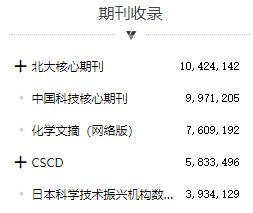 期刊收录
北大核心期刊 10,424,142
中国科技核心期刊 9,971,205
化学文摘（网络版） 7,609,192
CSCD 5,833,496
日本科学技术振兴机构数... 3,934,129